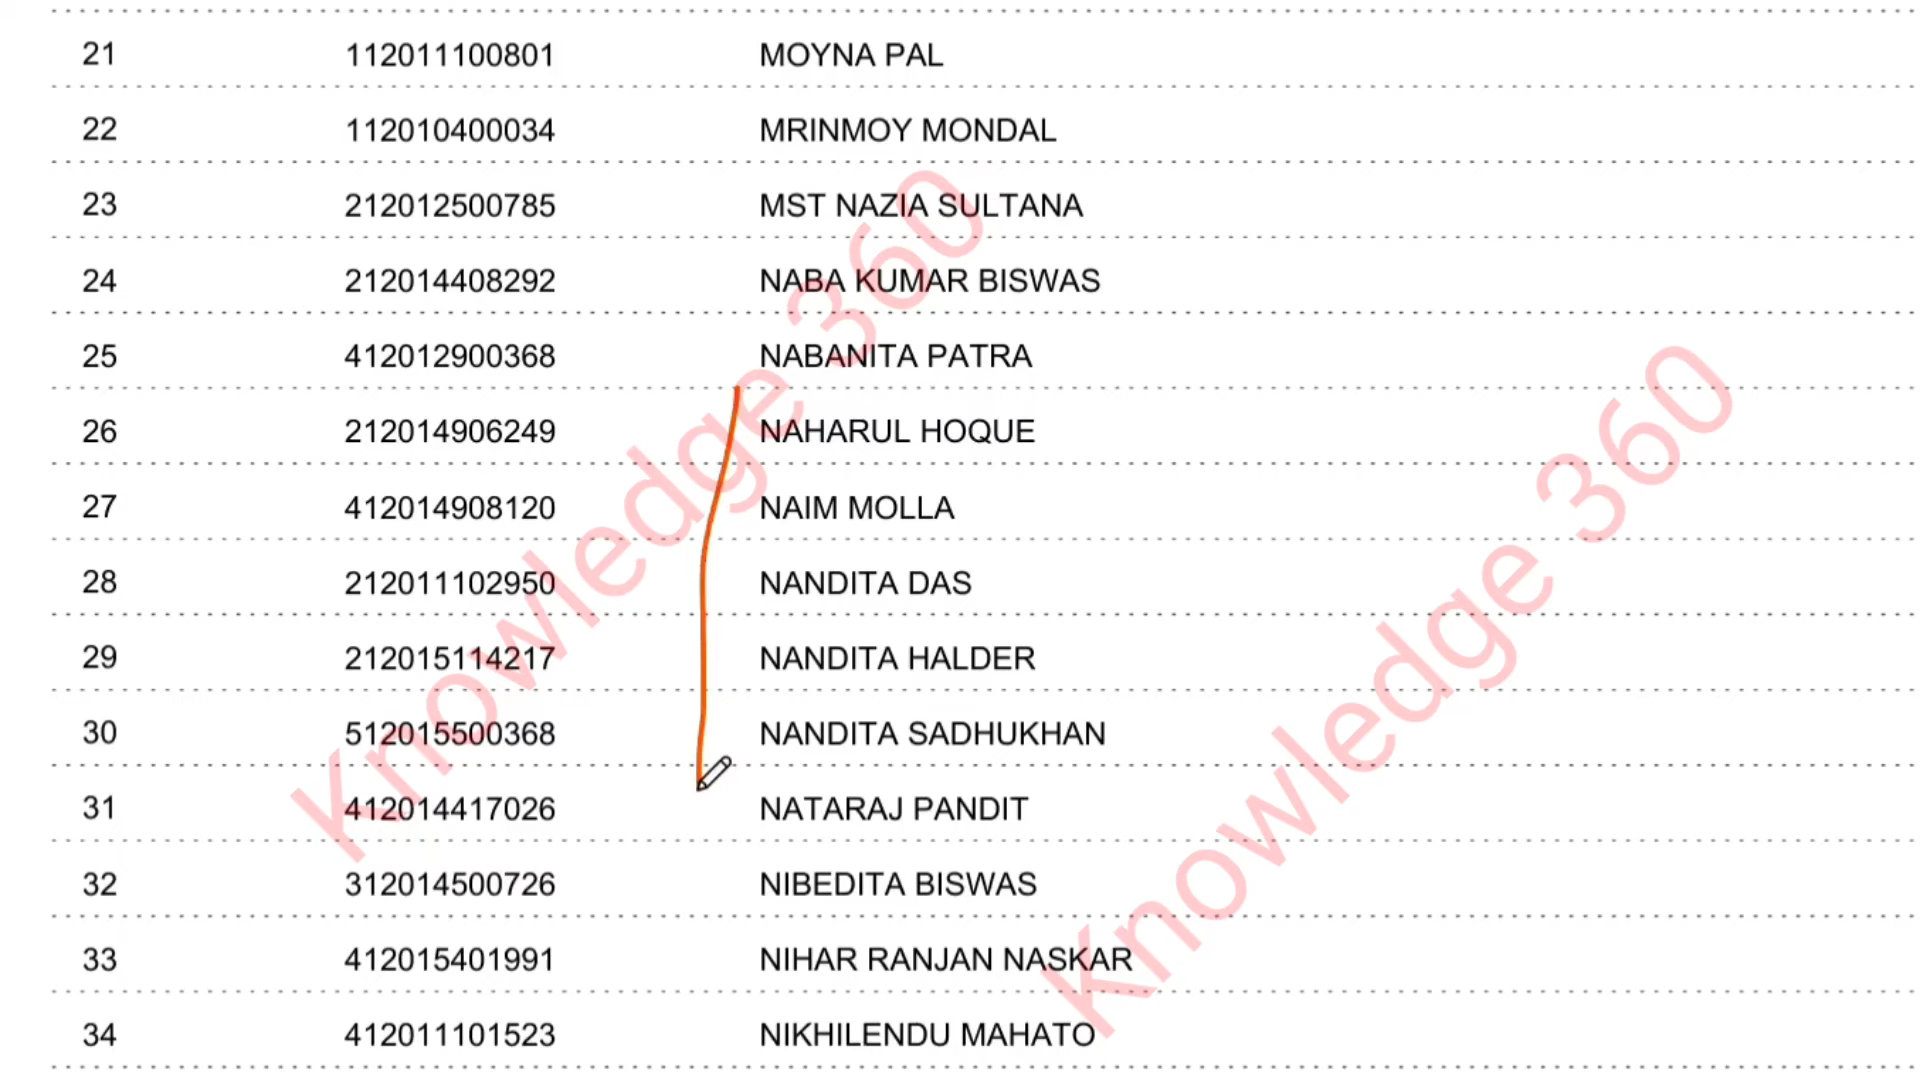 21 112011100801 MOYNA PAL
22 112010400034 MRINMOY MONDAL
23 212012500785 MST NAZIA SULTANA
24 212014408292 NABA KUMAR BISWAS
25 412012900368 NABANITA PATRA
26 212014906249 NAHARUL HOQUE
27 412014908120 NAIM MOLLA
28 212011102950 NANDITA DAS
29 212015114217 NANDITA HALDER
30 512015500368 NANDITA SADHUKHAN
31 412014417026 NATARAJ PANDIT
32 312014500726 NIBEDITA BISWAS
33 412015401991 NIHAR RANJAN NASKAR
34 412011101523 NIKHILENDU MAHATO
Knowledge 360
Knowledge 360